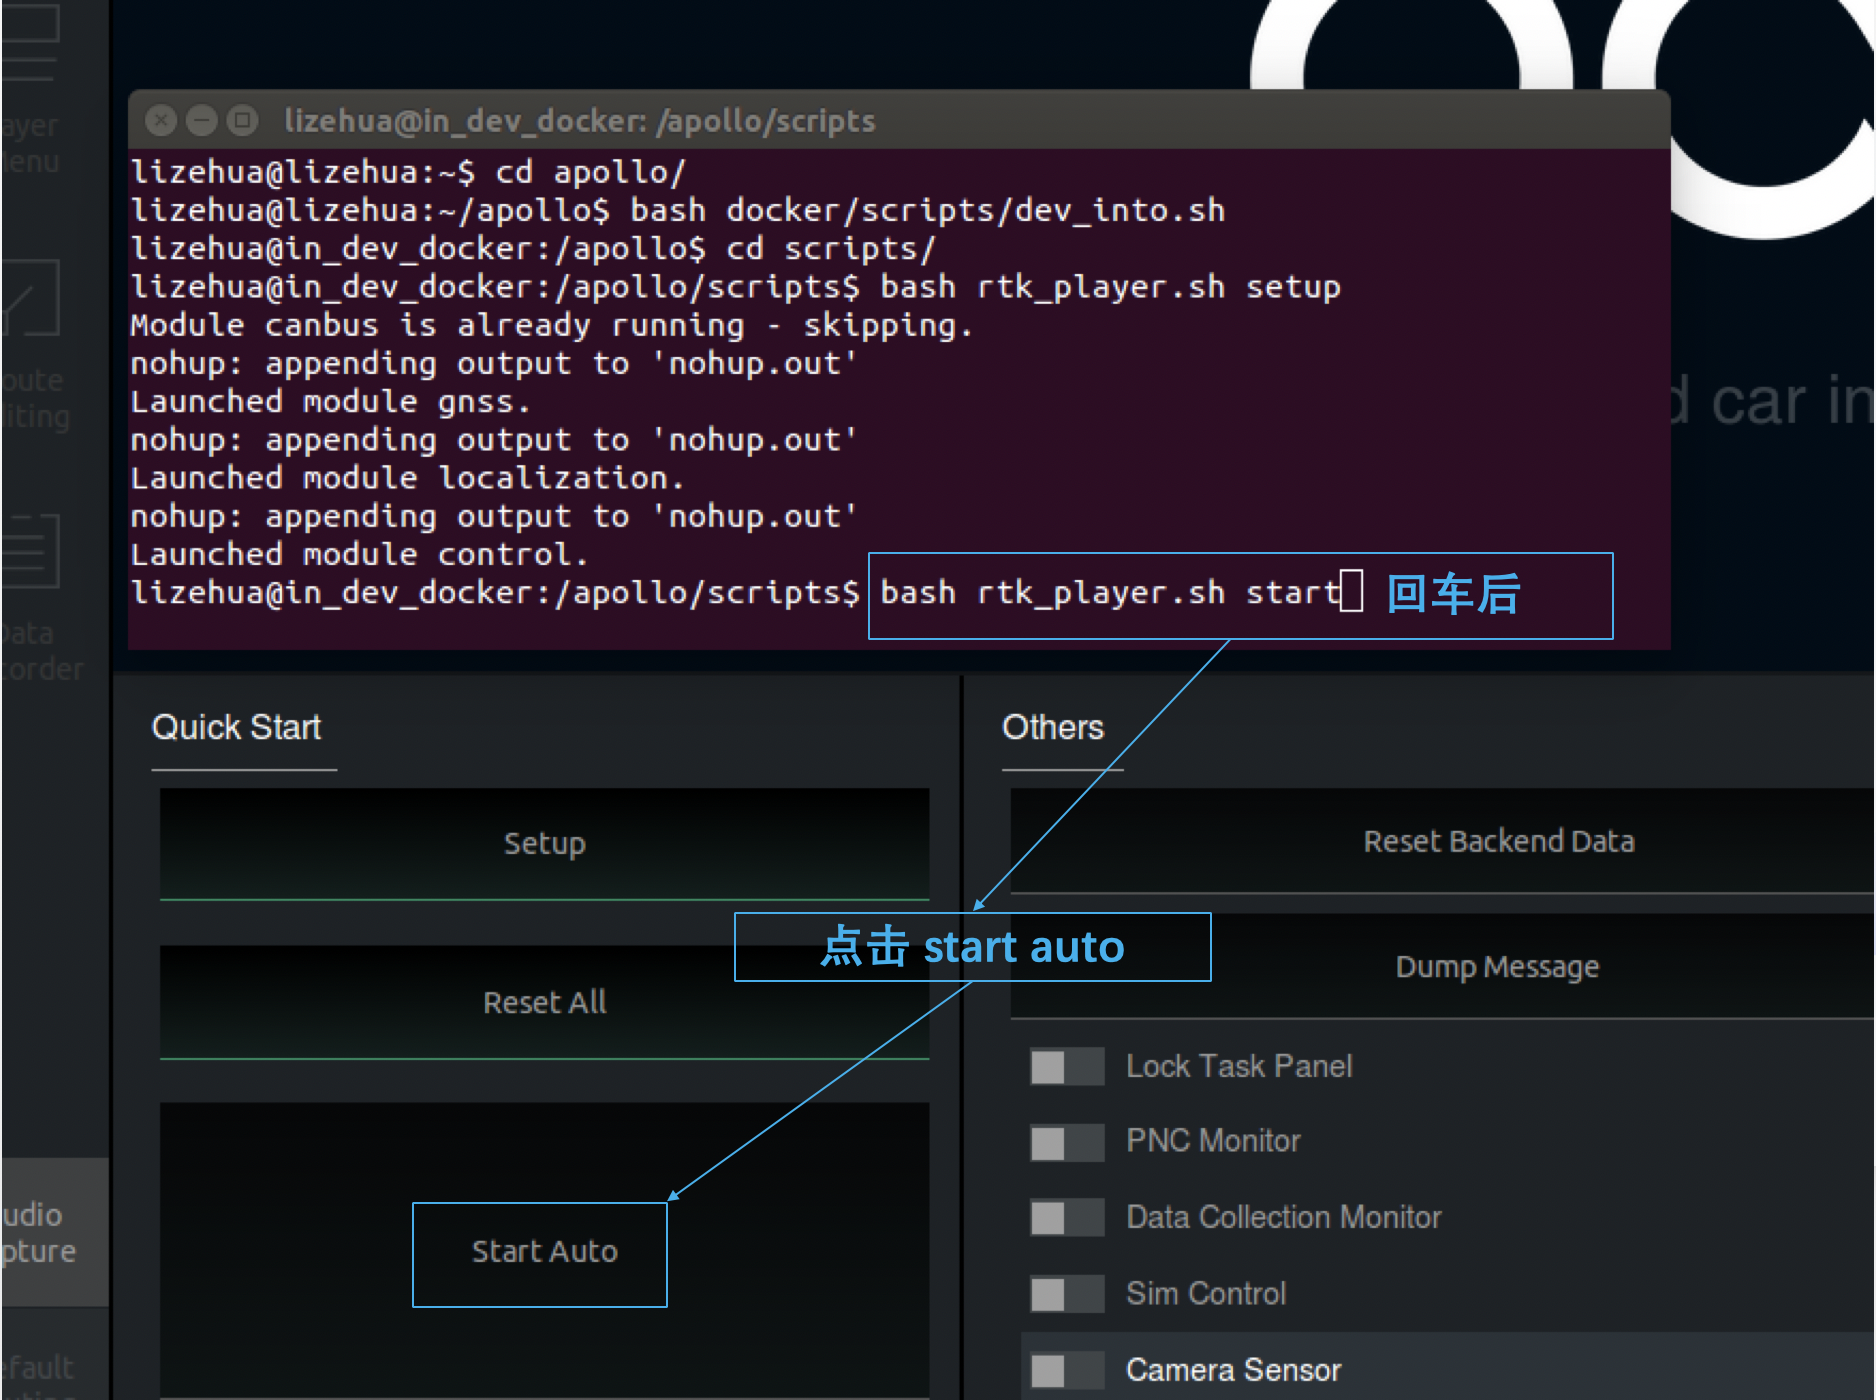 lizehua@in_dev_docker: /apollo/scripts
lizehua@lizehua:~$ cd apollo/
lizehua@lizehua:~/apollo$ bash docker/scripts/dev_into.sh
lizehua@in_dev_docker:/apollo$ cd scripts/
lizehua@in_dev_docker:/apollo/scripts$ bash rtk_player.sh setup
Module canbus is already running - skipping.
nohup: appending output to 'nohup.out'
Launched module gnss.
nohup: appending output to 'nohup.out'
Launched module localization.
nohup: appending output to 'nohup.out'
Launched module control.
lizehua@in_dev_docker:/apollo/scripts$ bash rtk_player.sh start 回车后
ayer
enu
oute
iting
ata
corder
udio
pture
efault
d car in
Quick Start
Setup
Reset All
点击 start auto
Start Auto
Others
Reset Backend Data
Dump Message
Lock Task Panel
PNC Monitor
Data Collection Monitor
Sim Control
Camera Sensor